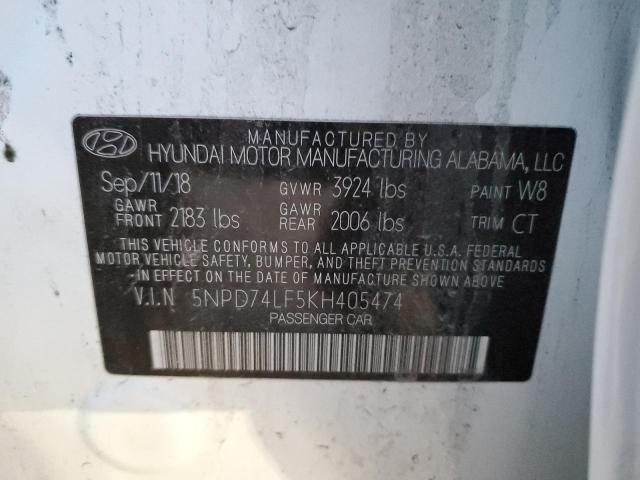 MANUFACTURED BY
HYUNDAI MOTOR MANUFACTURING ALABAMA, LLC
Sep/11/18 GVWR 3924 lbs PAINT W8
GAWR FRONT 2183 lbs GAWR REAR 2006 lbs TRIM CT
THIS VEHICLE CONFORMS TO ALL APPLICABLE U.S.A. FEDERAL
MOTOR VEHICLE SAFETY, BUMPER, AND THEFT PREVENTION STANDARDS
IN EFFECT ON THE DATE OF MANUFACTURE SHOWN ABOVE
V.I.N 5NPD74LF5KH405474
PASSENGER CAR